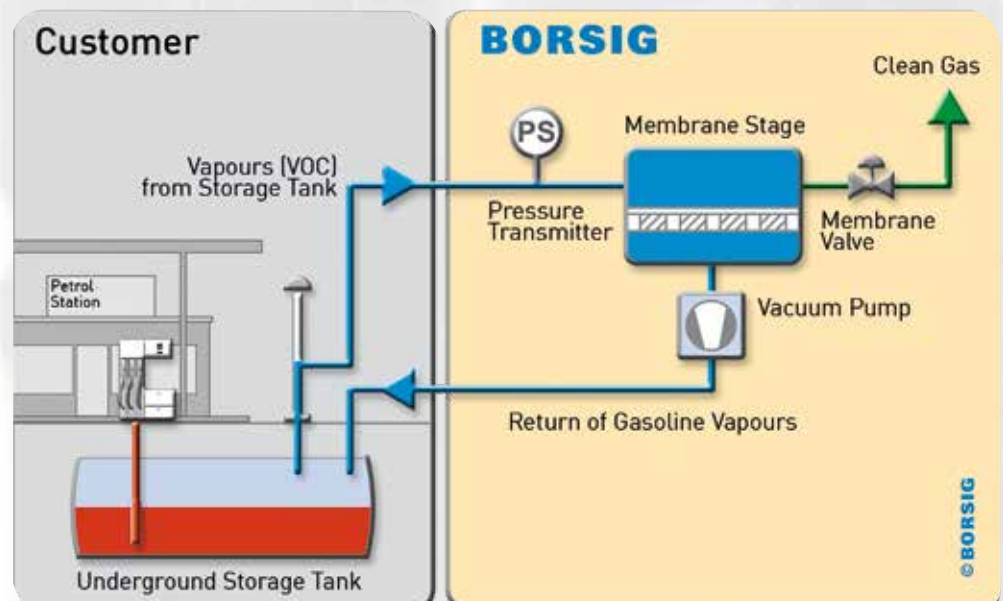 Customer
BORSIG
Clean Gas
PS
Membrane Stage
Vapours (VOC)
from Storage Tank
Pressure
Transmitter
Membrane
Valve
Petrol
Station
Vacuum Pump
Return of Gasoline Vapours
Underground Storage Tank
© BORSIG